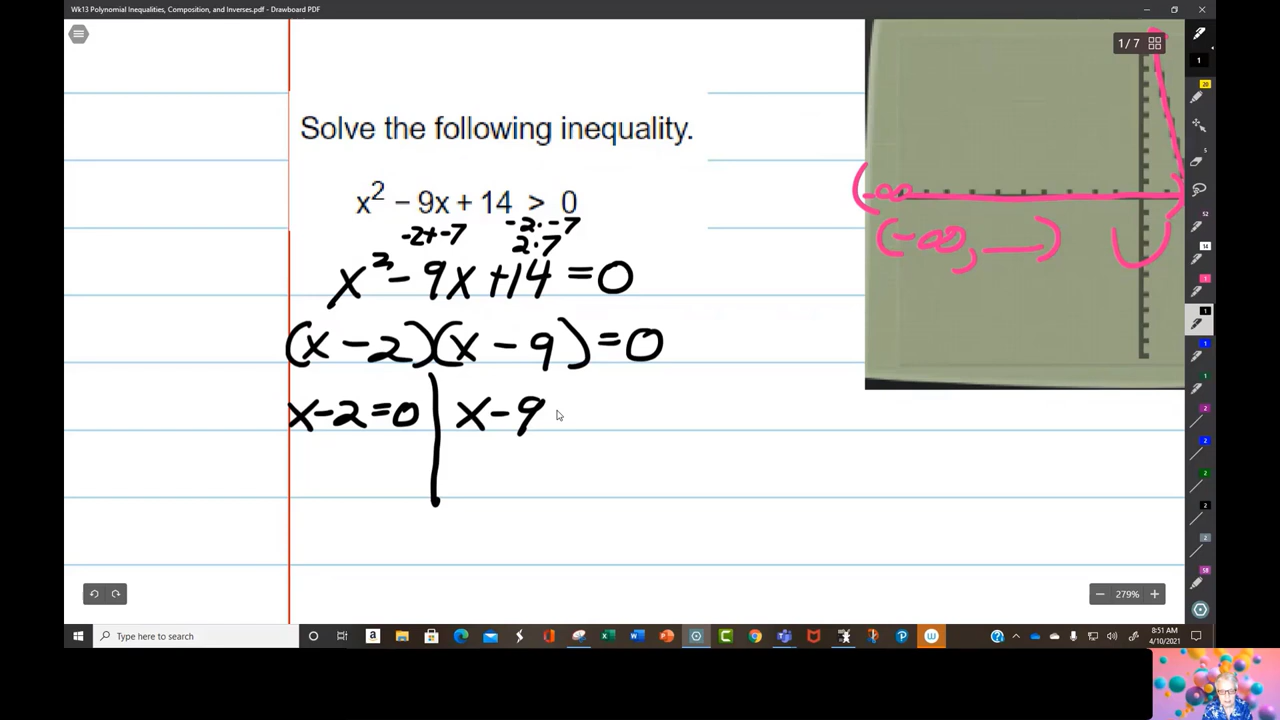 Wk13 Polynomial Inequalities, Composition, and Inverses.pdf - Drawboard PDF
1/7
Solve the following inequality.
x² − 9x + 14 > 0
-2+-7 -2·-7
2·7
x² - 9x + 14 = 0
(x - 2)(x - 9) = 0
x-2=0 | x-9
(-∞
(-∞, __)
279%
Type here to search
8:51 AM
4/10/2021